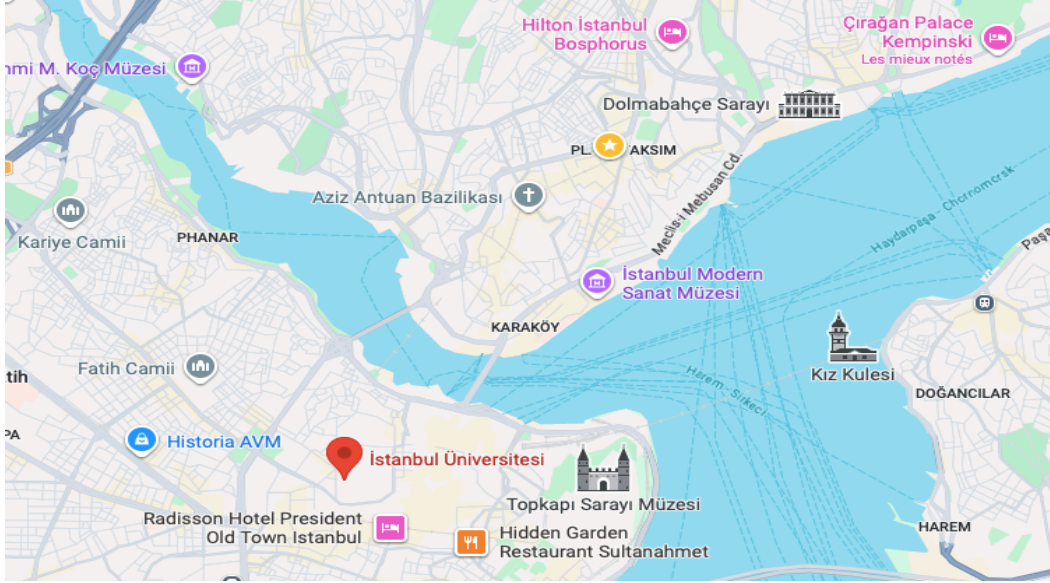 Hilton İstanbul
Bosphorus
Çırağan Palace
Kempinski
Les mieux notés
nmi M. Koç Müzesi
Dolmabahçe Sarayı
PL
AKSIM
Aziz Antuan Bazilikası
Meclis-i Mebusan Cd.
Kariye Camii
PHANAR
Haydarpaşa - Chorromcrsk
Paşa
İstanbul Modern
Sanat Müzesi
KARAKÖY
Fatih Camii
tih
Kız Kulesi
Harem - Sirkeci
DOĞANCILAR
PA
Historia AVM
İstanbul Üniversitesi
Topkapı Sarayı Müzesi
Radisson Hotel President
Old Town Istanbul
Hidden Garden
Restaurant Sultanahmet
HAREM